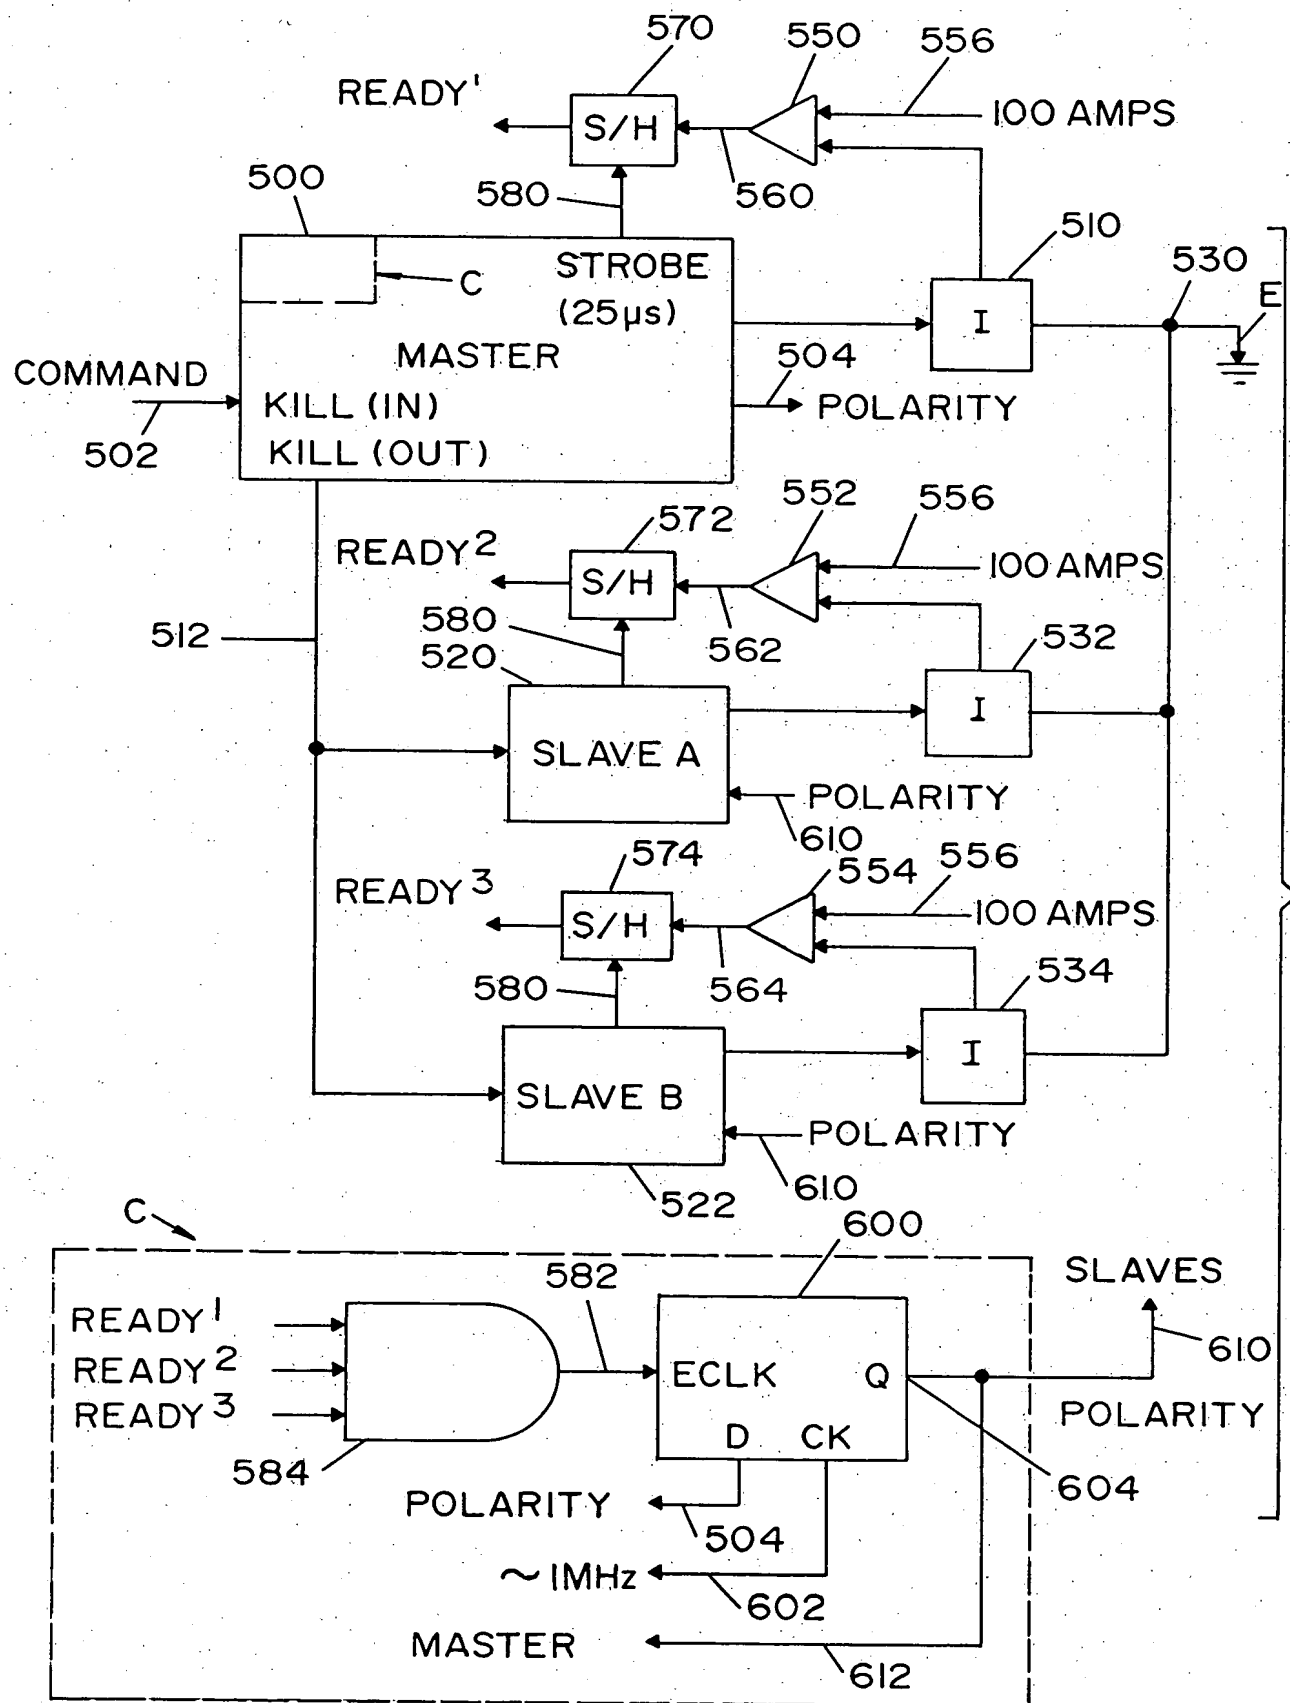 570
550
556
READY¹
S/H
100 AMPS
500
580
560
510
530
C
STROBE
(25µs)
I
E
MASTER
COMMAND
504
KILL (IN)
POLARITY
502
KILL (OUT)
552
556
572
READY²
S/H
100 AMPS
512
580
520
562
532
I
SLAVE A
POLARITY
610
574
554
556
READY³
S/H
100 AMPS
580
564
534
I
SLAVE B
POLARITY
610
522
C
600
582
SLAVES
READY¹
READY²
READY³
ECLK
Q
610
D
CK
POLARITY
584
POLARITY
504
604
~ 1MHz
602
MASTER
612